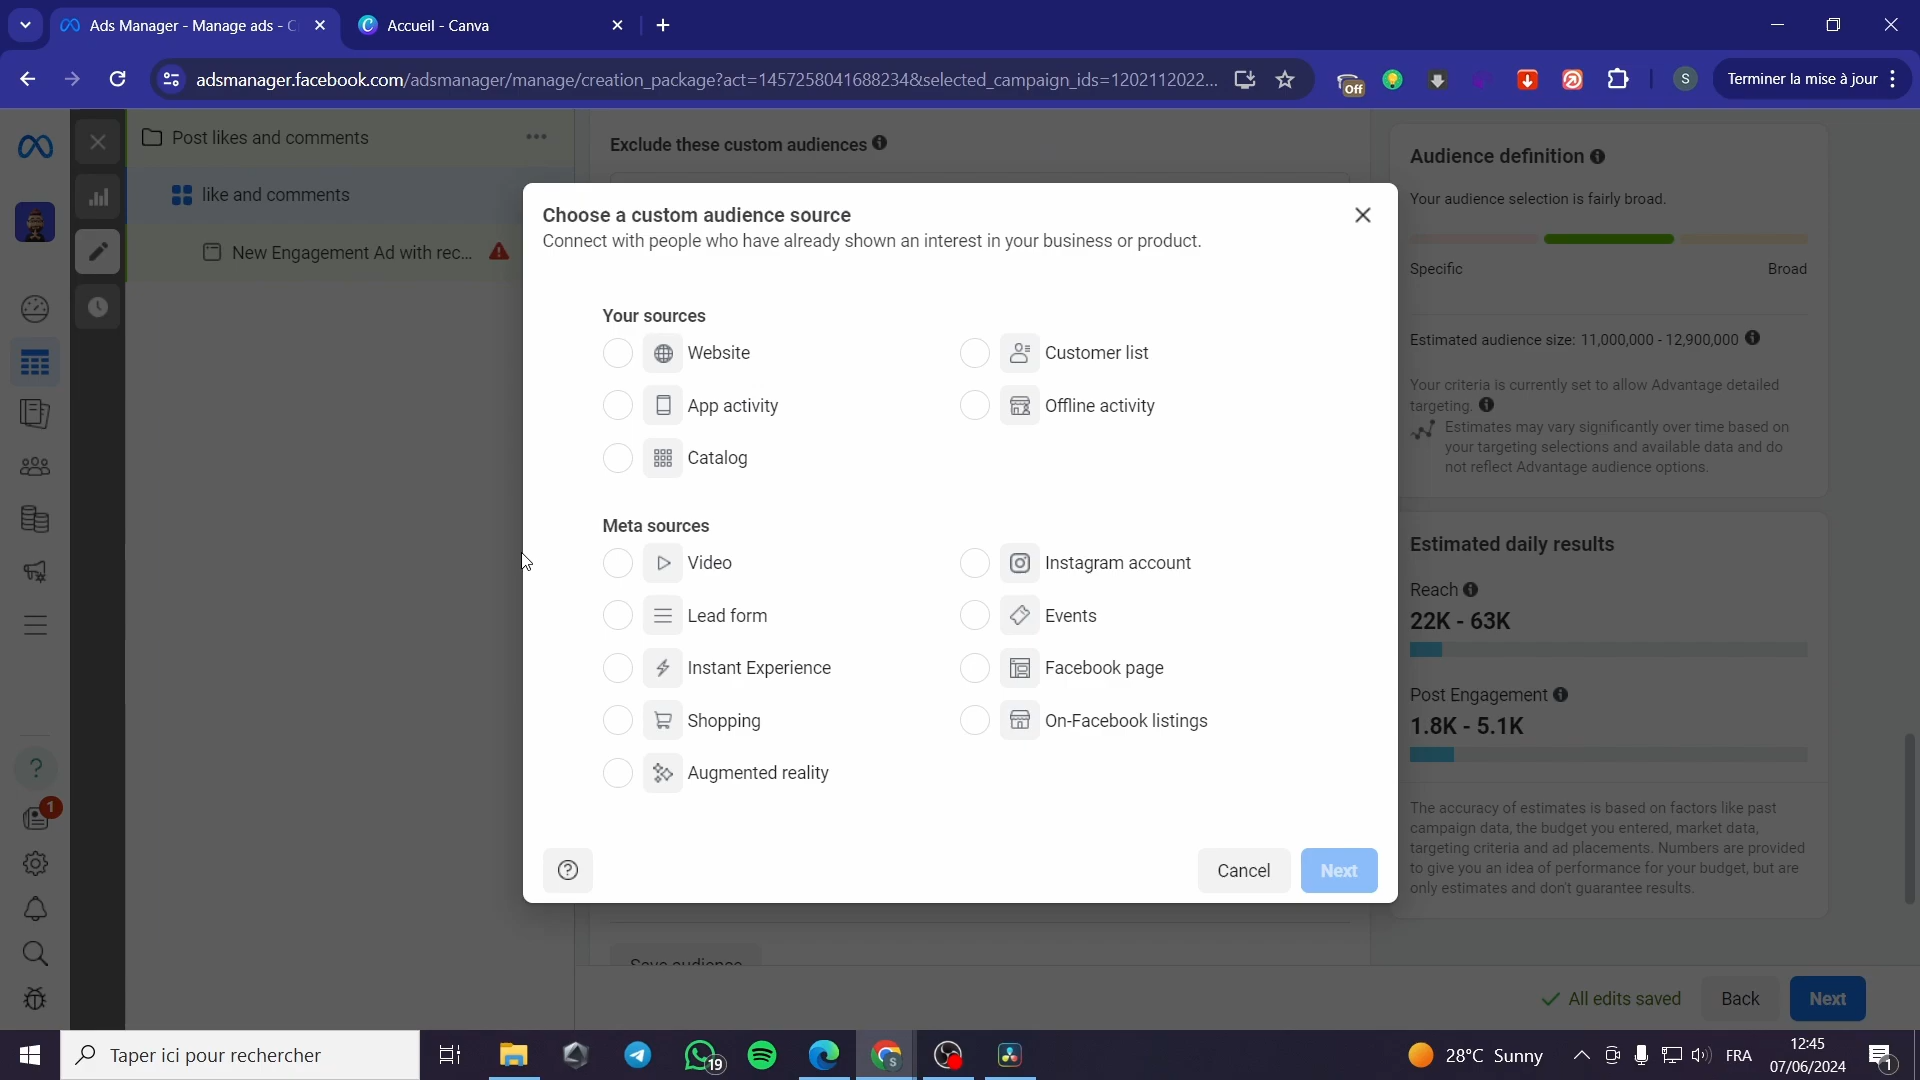 Ads Manager - Manage ads - C
Accueil - Canva
adsmanager.facebook.com/adsmanager/manage/creation_package?act=1457258041688234&selected_campaign_ids=1202112022...
Off
S
Terminer la mise à jour
Post likes and comments
like and comments
New Engagement Ad with rec...
Exclude these custom audiences
Choose a custom audience source
Connect with people who have already shown an interest in your business or product.
Your sources
Website
Customer list
App activity
Offline activity
Catalog
Meta sources
Video
Instagram account
Lead form
Events
Instant Experience
Facebook page
Shopping
On-Facebook listings
Augmented reality
Cancel
Next
Audience definition
Your audience selection is fairly broad.
Specific
Broad
Estimated audience size: 11,000,000 - 12,900,000
Your criteria is currently set to allow Advantage detailed
targeting.
Estimates may vary significantly over time based on
your targeting selections and available data and do
not reflect Advantage audience options.
Estimated daily results
Reach
22K - 63K
Post Engagement
1.8K - 5.1K
The accuracy of estimates is based on factors like past
campaign data, the budget you entered, market data,
targeting criteria and ad placements. Numbers are provided
to give you an idea of performance for your budget, but are
only estimates and don't guarantee results.
Save audience
All edits saved
Back
Next
1
Taper ici pour rechercher
19
S
28°C Sunny
FRA
12:45
07/06/2024
1